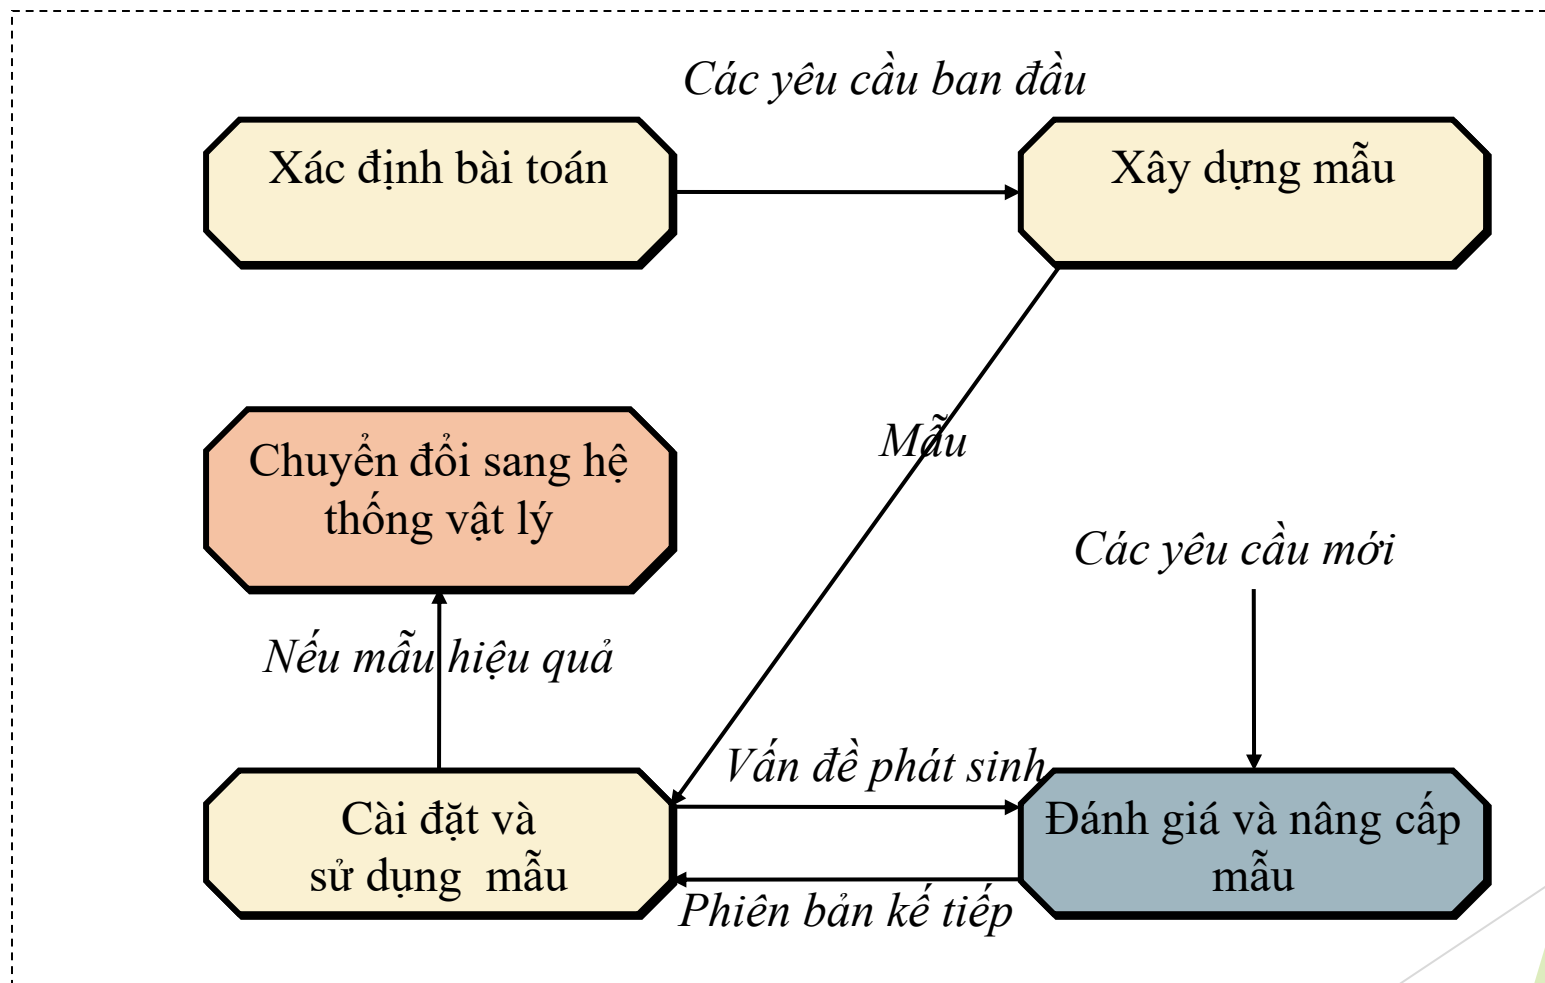 Các yêu cầu ban đầu
Xác định bài toán
Xây dựng mẫu
Mẫu
Chuyển đổi sang hệ
thống vật lý
Các yêu cầu mới
Nếu mẫu hiệu quả
Vấn đề phát sinh
Cài đặt và
sử dụng mẫu
Đánh giá và nâng cấp
mẫu
Phiên bản kế tiếp